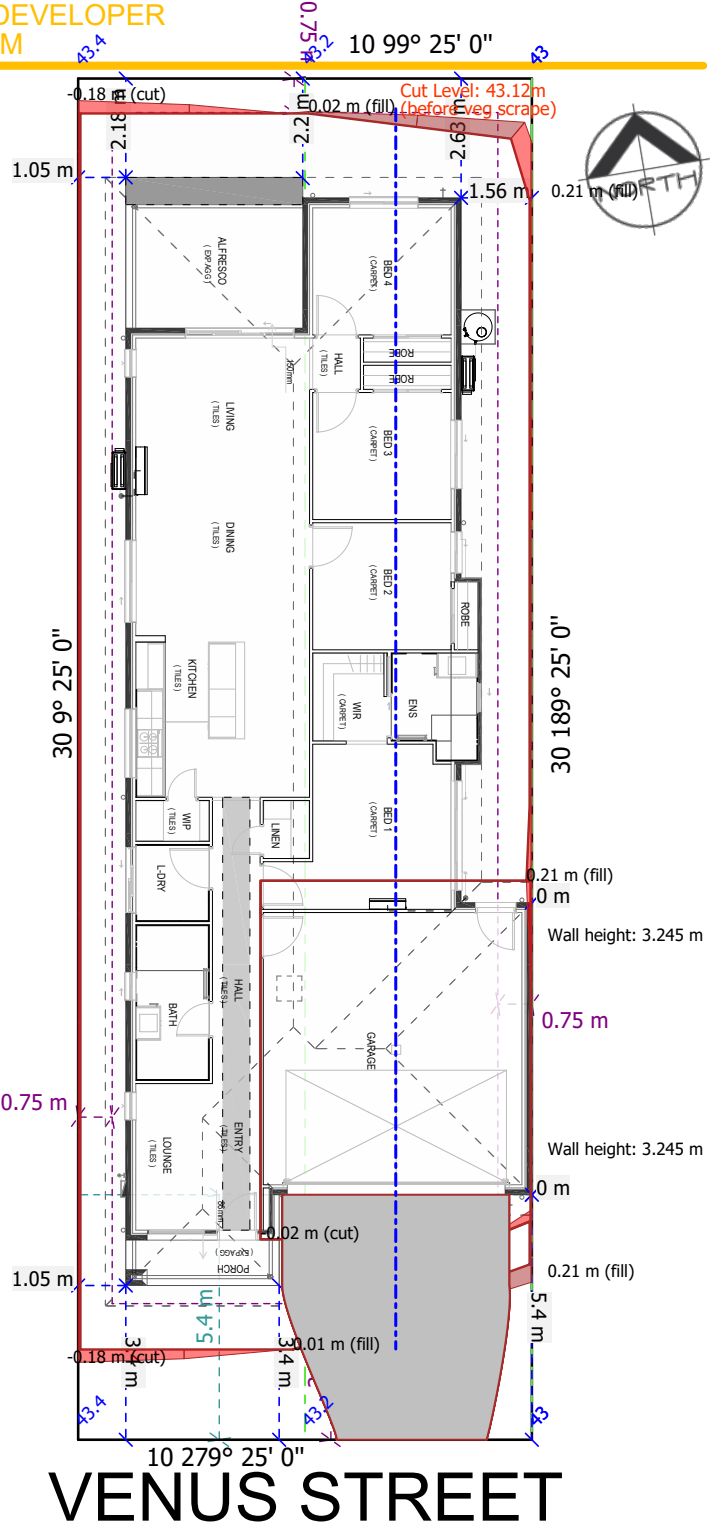 DEVELOPER
M
43.4
0.75 m
43.2
10 99° 25' 0"
43
-0.18 m (cut)
0.02 m (fill)
Cut Level: 43.12m
(before veg scrape)
2.18 m
2.2 m
2.63 m
NORTH
1.05 m
1.56 m
0.21 m (fill)
ALFRESCO
(EXP.AGG)
BED 4
(CARPET)
HALL
(TILES)
ROBE
ROBE
150mm
LIVING
(TILES)
BED 3
(CARPET)
DINING
(TILES)
BED 2
(CARPET)
ROBE
30 9° 25' 0"
30 189° 25' 0"
KITCHEN
(TILES)
WIR
(CARPET)
ENS
WIP
(TILES)
LINEN
BED 1
(CARPET)
L-DRY
0.21 m (fill)
0 m
Wall height: 3.245 m
HALL
(TILES)
BATH
0.75 m
GARAGE
0.75 m
ENTRY
(TILES)
LOUNGE
(TILES)
Wall height: 3.245 m
0 m
-0.02 m (cut)
(EXP.AGG)
PORCH
1.05 m
0.21 m (fill)
5.4 m
5.4 m
-0.18 m (cut)
3.4 m
3.4 m
0.01 m (fill)
43.4
43.2
43
10 279° 25' 0"
VENUS STREET